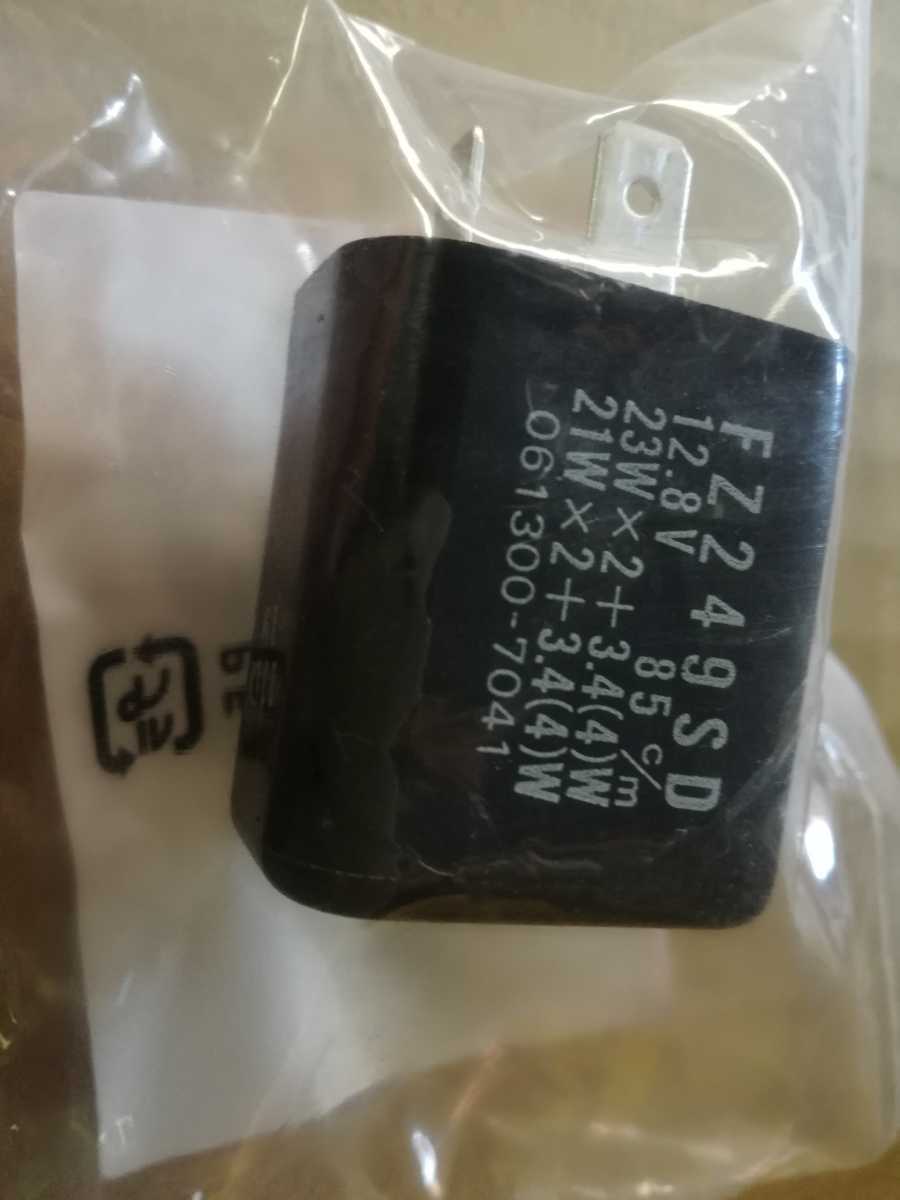 FZ249SD
12.8V 85 c/m
23W×2+3.4(4)W
21W×2+3.4(4)W
061300-7041